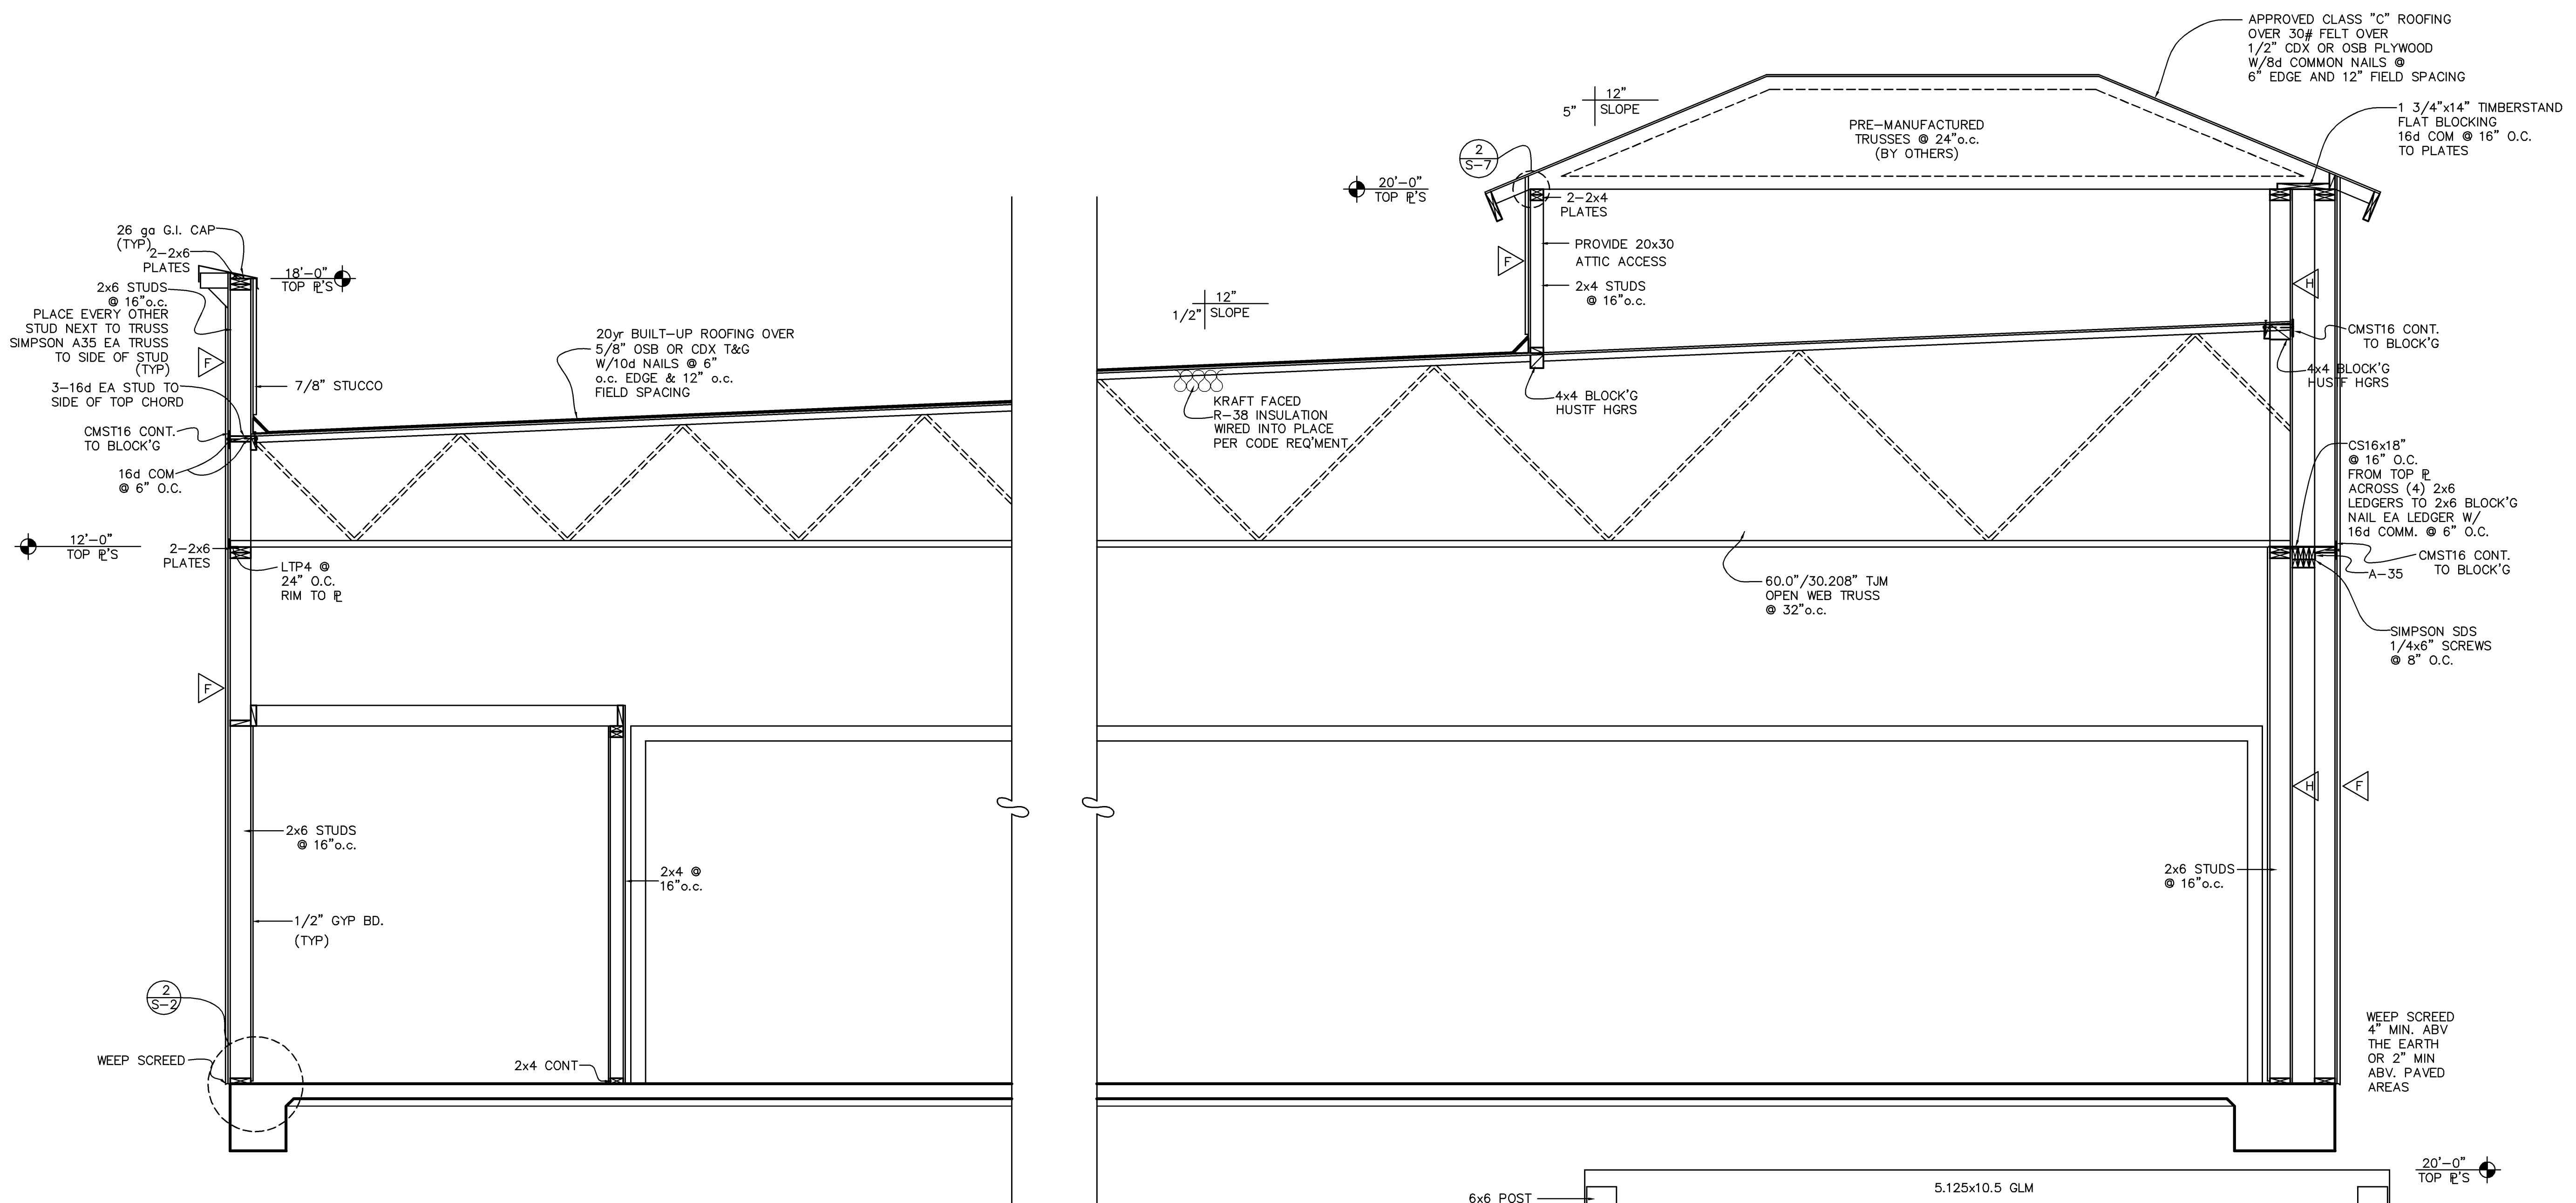 APPROVED CLASS "C" ROOFING
OVER 30# FELT OVER
1/2" CDX OR OSB PLYWOOD
W/8d COMMON NAILS @
6" EDGE AND 12" FIELD SPACING
1 3/4"x14" TIMBERSTAND
FLAT BLOCKING
16d COM @ 16" O.C.
TO PLATES
12"
5"
SLOPE
PRE-MANUFACTURED
TRUSSES @ 24"o.c.
(BY OTHERS)
2
S-7
20'-0"
TOP ℙL'S
2-2x4
PLATES
26 ga G.I. CAP
(TYP)
2-2x6
PLATES
18'-0"
TOP ℙL'S
2x6 STUDS
@ 16"o.c.
PLACE EVERY OTHER
STUD NEXT TO TRUSS
SIMPSON A35 EA TRUSS
TO SIDE OF STUD
(TYP)
F
3-16d EA STUD TO
SIDE OF TOP CHORD
7/8" STUCCO
CMST16 CONT.
TO BLOCK'G
16d COM
@ 6" O.C.
20yr BUILT-UP ROOFING OVER
5/8" OSB OR CDX T&G
W/10d NAILS @ 6"
o.c. EDGE & 12" o.c.
FIELD SPACING
12"
1/2"
SLOPE
F
PROVIDE 20x30
ATTIC ACCESS
2x4 STUDS
@ 16"o.c.
H
CMST16 CONT.
TO BLOCK'G
4x4 BLOCK'G
HUSTF HGRS
KRAFT FACED
R-38 INSULATION
WIRED INTO PLACE
PER CODE REQ'MENT
4x4 BLOCK'G
HUSTF HGRS
CS16x18"
@ 16" O.C.
FROM TOP ℙL
ACROSS (4) 2x6
LEDGERS TO 2x6 BLOCK'G
NAIL EA LEDGER W/
16d COMM. @ 6" O.C.
12'-0"
TOP ℙL'S
2-2x6
PLATES
LTP4 @
24" O.C.
RIM TO ℙL
60.0"/30.208" TJM
OPEN WEB TRUSS
@ 32"o.c.
CMST16 CONT.
TO BLOCK'G
A-35
SIMPSON SDS
1/4x6" SCREWS
@ 8" O.C.
F
H
F
2x6 STUDS
@ 16"o.c.
2x4 @
16"o.c.
2x6 STUDS
@ 16"o.c.
1/2" GYP BD.
(TYP)
2
S-2
WEEP SCREED
2x4 CONT
WEEP SCREED
4" MIN. ABV
THE EARTH
OR 2" MIN
ABV. PAVED
AREAS
20'-0"
TOP ℙL'S
6x6 POST
5.125x10.5 GLM